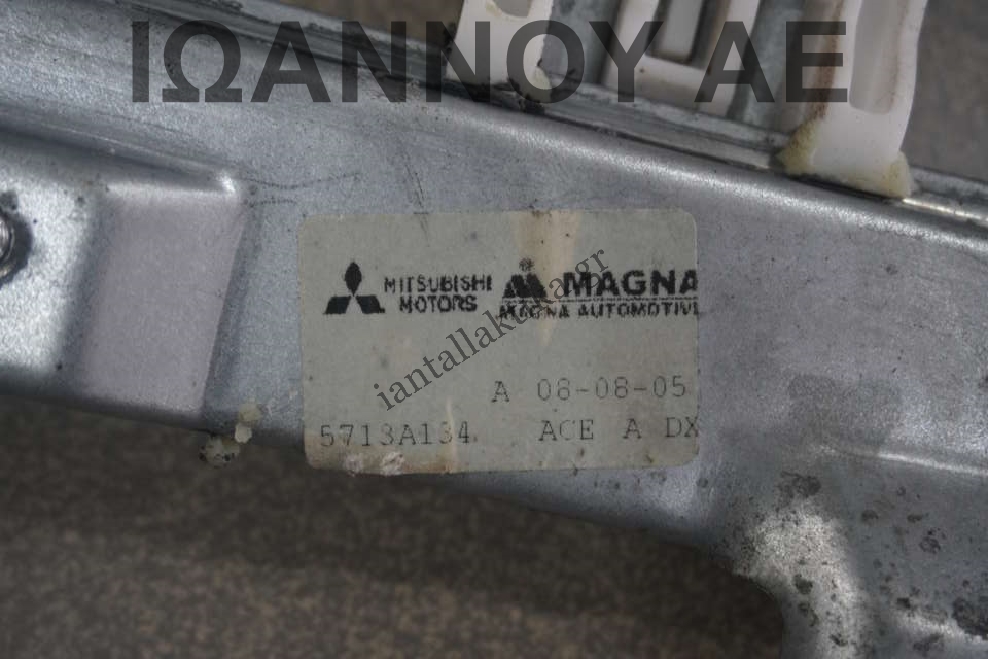 ΙΩΑΝΝΟΥ ΑΕ
MITSUBISHI
MOTORS
MAGNA
MAGNA AUTOMOTIVE
iantallaktika.gr
A 08-08-05
5713A134. ACE A DX